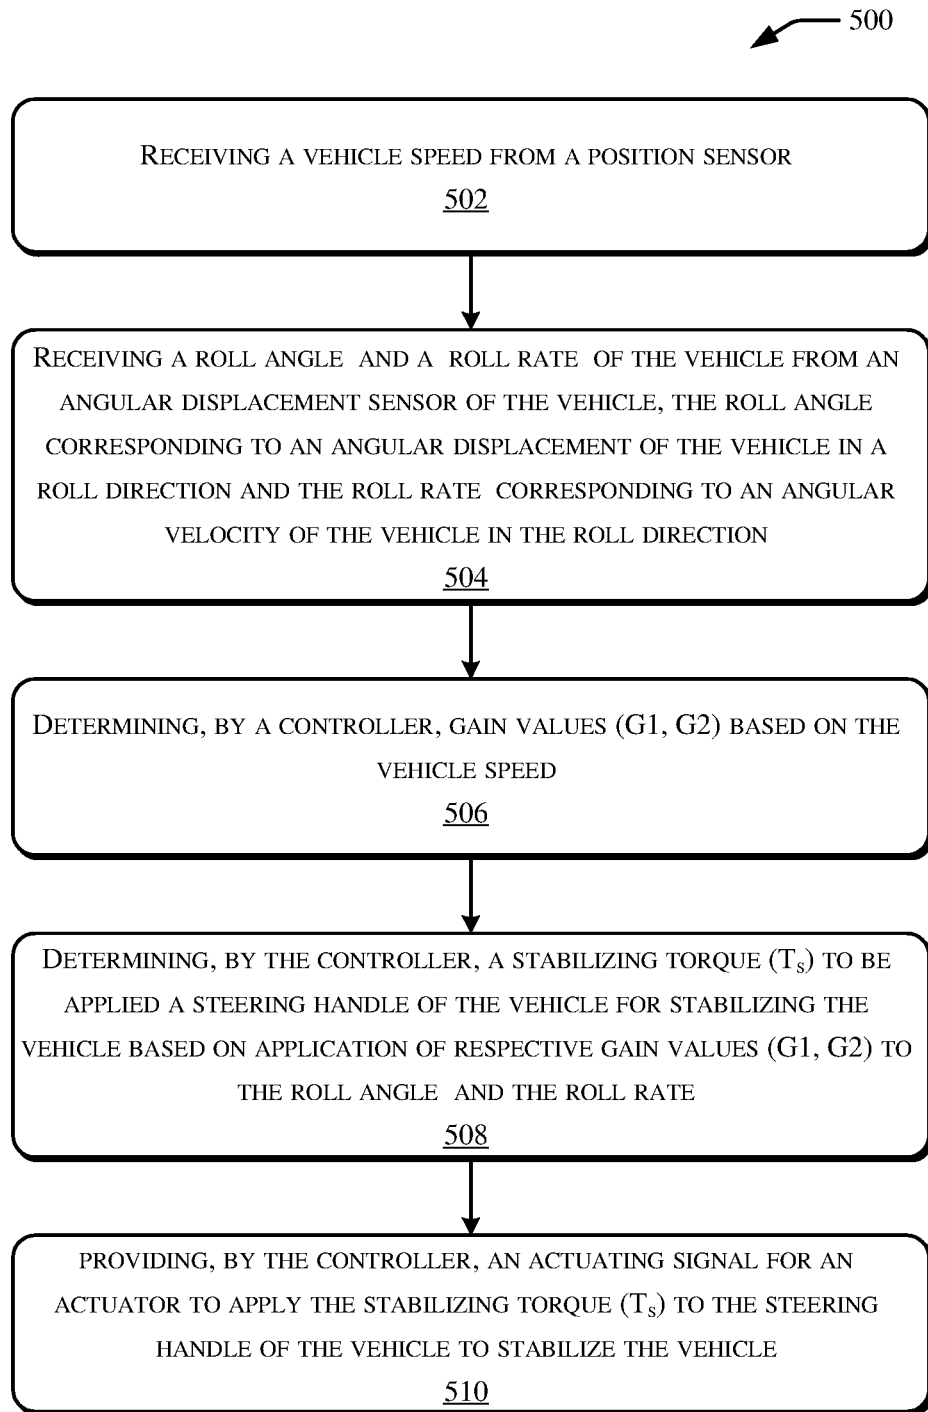 500
RECEIVING A VEHICLE SPEED FROM A POSITION SENSOR
502
RECEIVING A ROLL ANGLE AND A ROLL RATE OF THE VEHICLE FROM AN
ANGULAR DISPLACEMENT SENSOR OF THE VEHICLE, THE ROLL ANGLE
CORRESPONDING TO AN ANGULAR DISPLACEMENT OF THE VEHICLE IN A
ROLL DIRECTION AND THE ROLL RATE CORRESPONDING TO AN ANGULAR
VELOCITY OF THE VEHICLE IN THE ROLL DIRECTION
504
DETERMINING, BY A CONTROLLER, GAIN VALUES (G1, G2) BASED ON THE
VEHICLE SPEED
506
DETERMINING, BY THE CONTROLLER, A STABILIZING TORQUE (Ts) TO BE
APPLIED A STEERING HANDLE OF THE VEHICLE FOR STABILIZING THE
VEHICLE BASED ON APPLICATION OF RESPECTIVE GAIN VALUES (G1, G2) TO
THE ROLL ANGLE AND THE ROLL RATE
508
PROVIDING, BY THE CONTROLLER, AN ACTUATING SIGNAL FOR AN
ACTUATOR TO APPLY THE STABILIZING TORQUE (Ts) TO THE STEERING
HANDLE OF THE VEHICLE TO STABILIZE THE VEHICLE
510